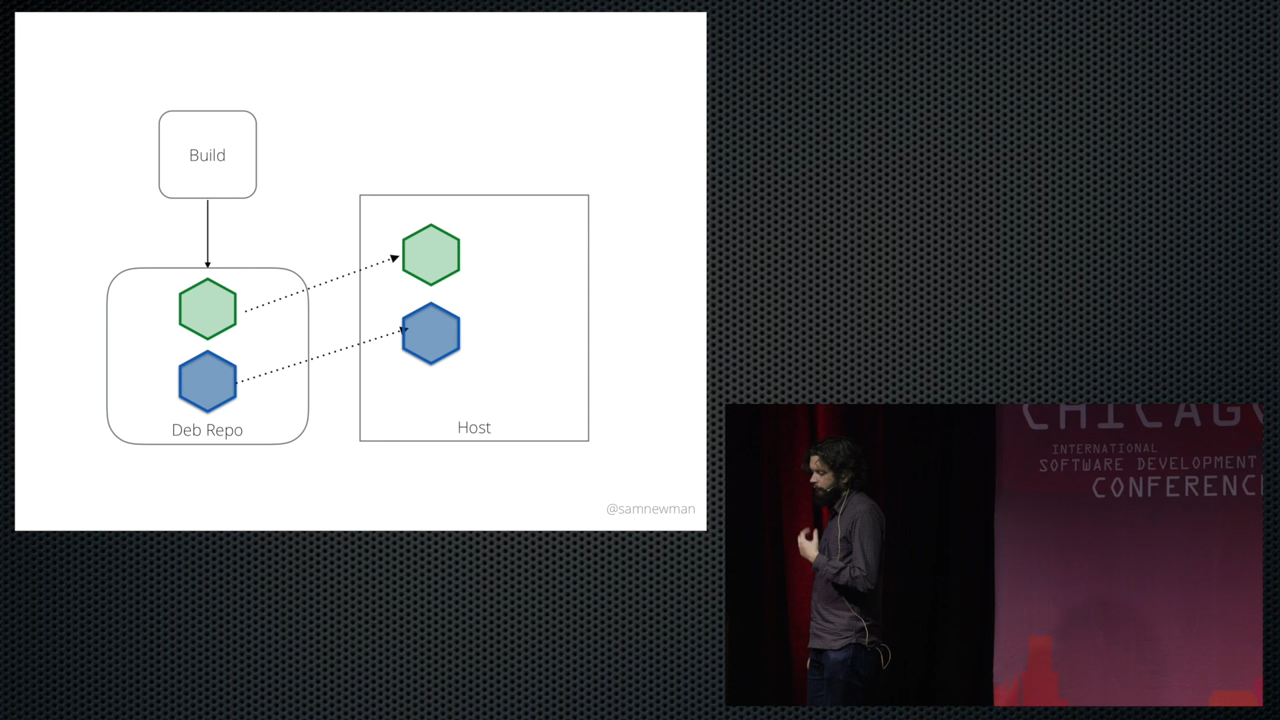 Build
Deb Repo
Host
@samnewman
CHICAG
INTERNATIONAL
SOFTWARE DEVELOPMENT
CONFERENC